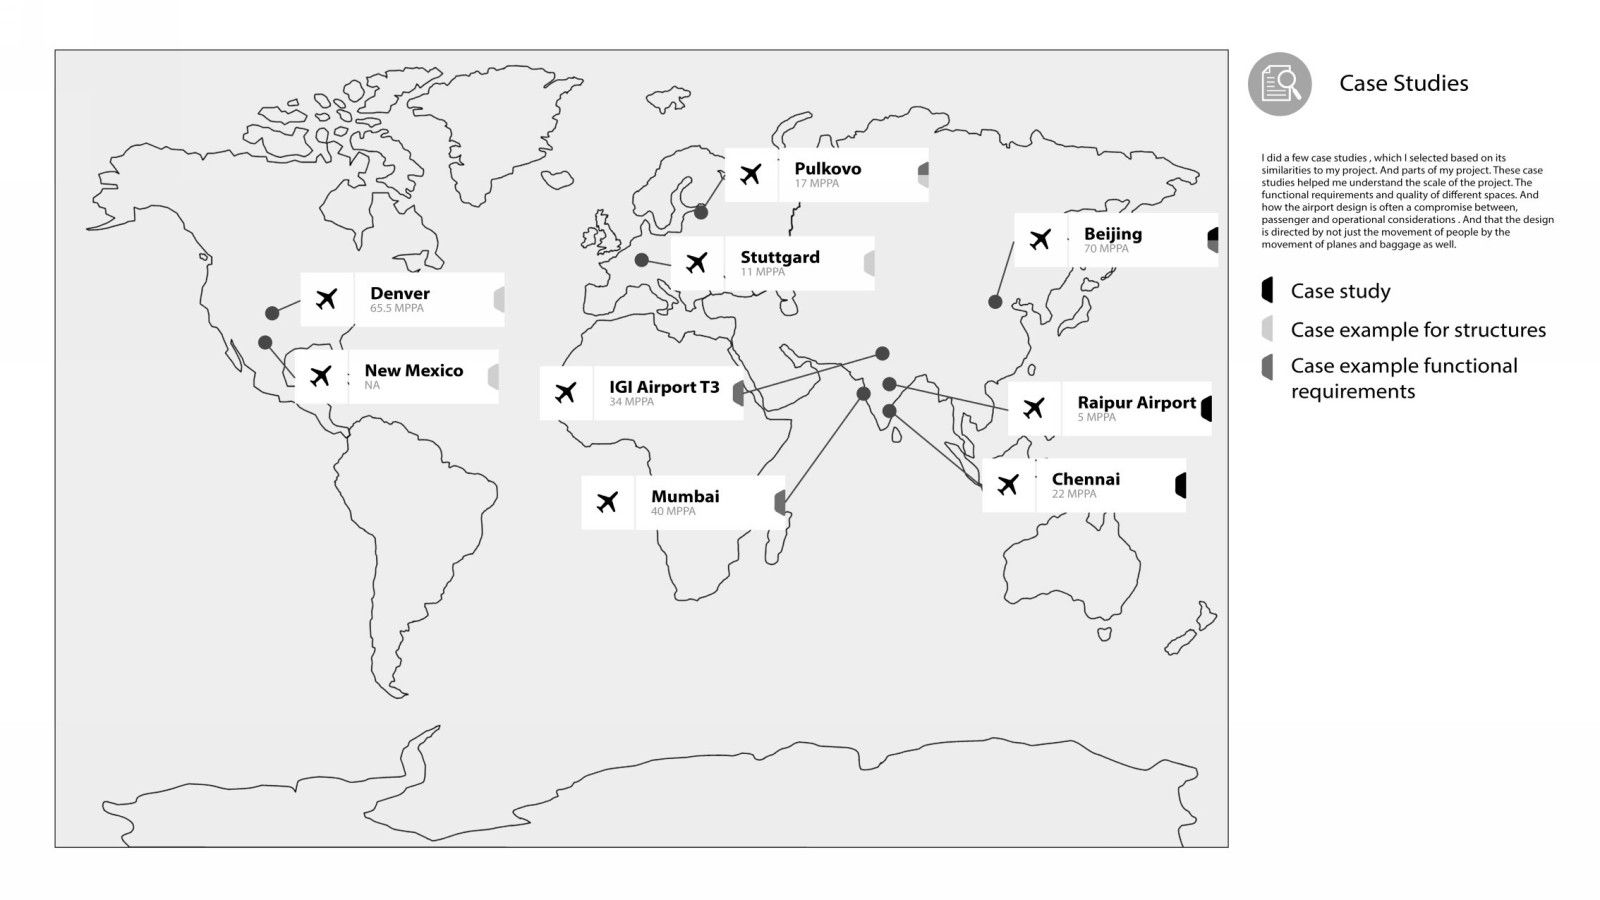 Case Studies
I did a few case studies , which I selected based on its
similarities to my project. And parts of my project. These case
studies helped me understand the scale of the project. The
functional requirements and quality of different spaces. And
how the airport design is often a compromise between,
passenger and operational considerations . And that the design
is directed by not just the movement of people by the
movement of planes and baggage as well.
Case study
Case example for structures
Case example functional
requirements
Pulkovo
17 MPPA
Beijing
70 MPPA
Stuttgard
11 MPPA
Denver
65.5 MPPA
New Mexico
NA
IGI Airport T3
34 MPPA
Raipur Airport
5 MPPA
Chennai
22 MPPA
Mumbai
40 MPPA